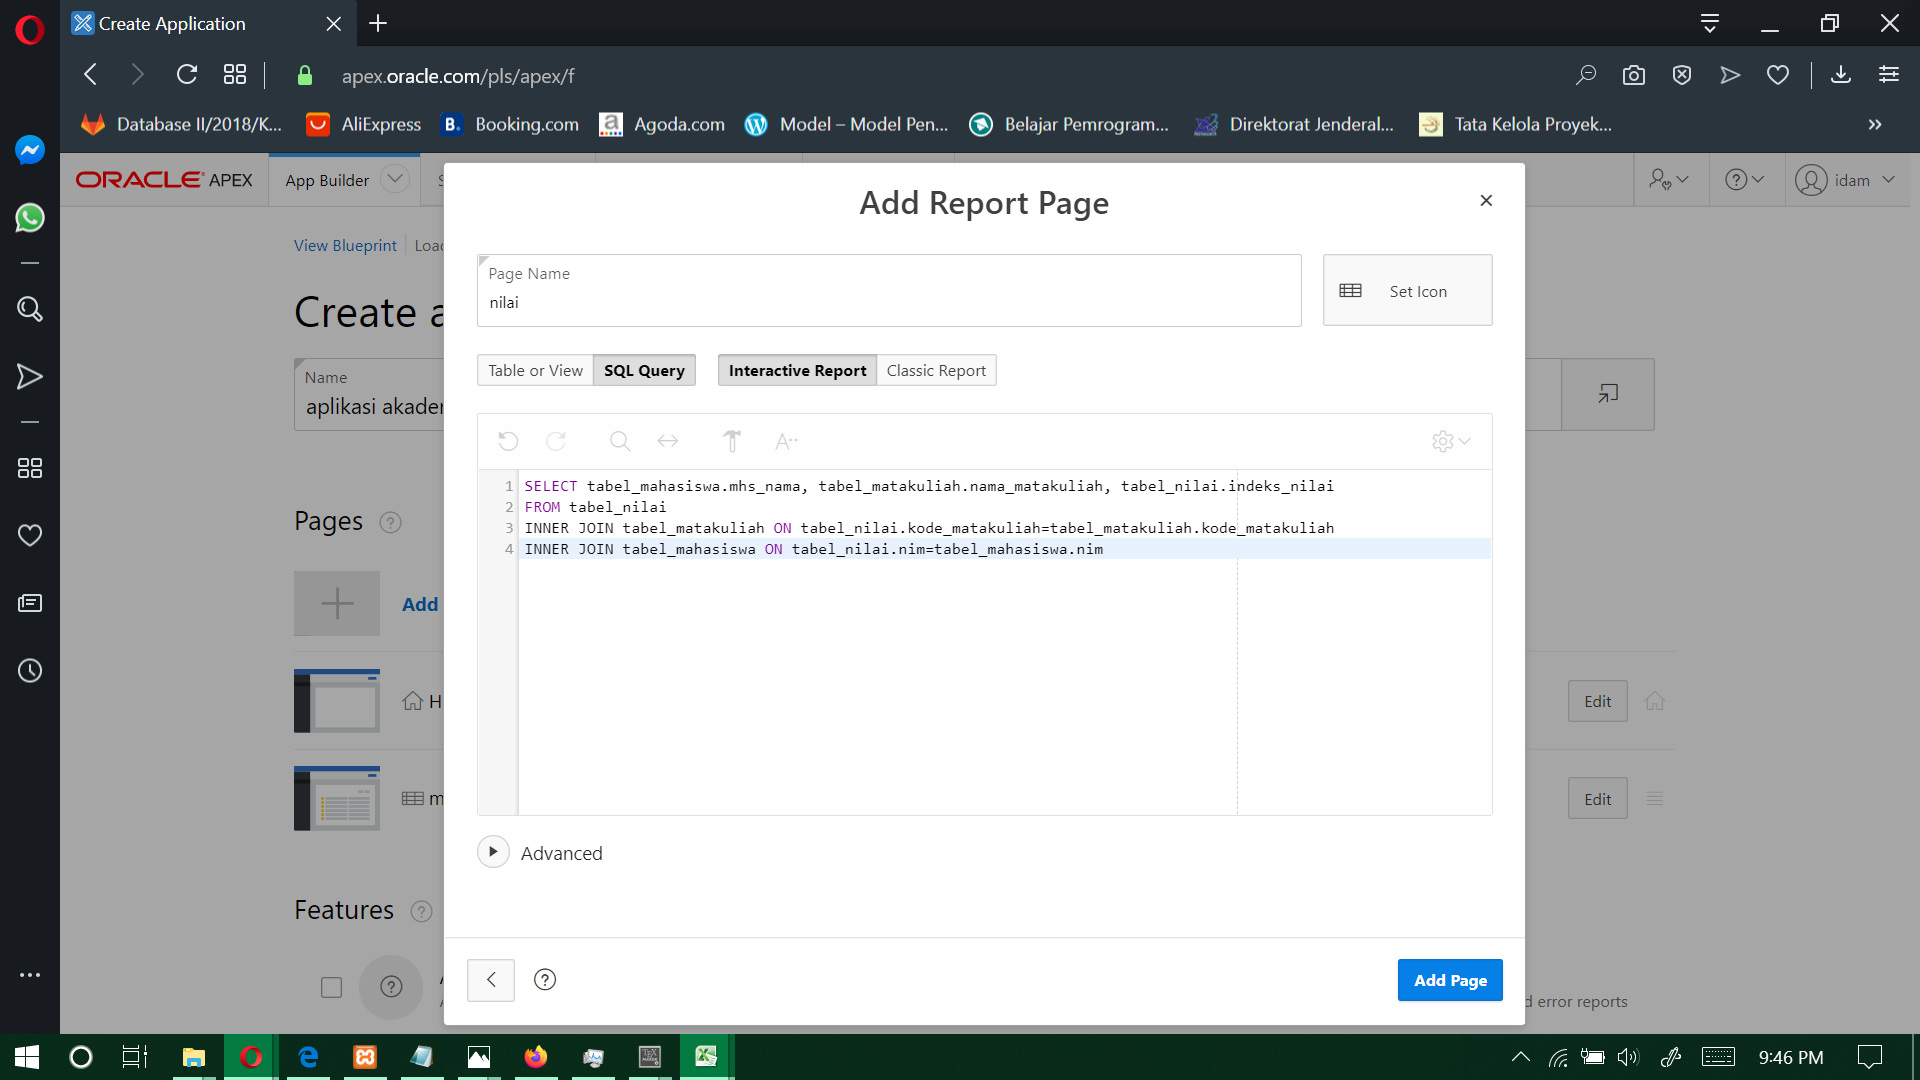 Create Application
apex.oracle.com/pls/apex/f
Database II/2018/K...
AliExpress
B. Booking.com
a Agoda.com
Model – Model Pen...
Belajar Pemrogram...
Direktorat Jenderal...
Tata Kelola Proyek...
»
ORACLE APEX
App Builder
idam
View Blueprint
Loa
Create a
Name
aplikasi akader
Pages
Add
H
Edit
m
Edit
Features
d error reports
Add Report Page
Page Name
nilai
Set Icon
Table or View
SQL Query
Interactive Report
Classic Report
1 SELECT tabel_mahasiswa.mhs_nama, tabel_matakuliah.nama_matakuliah, tabel_nilai.indeks_nilai
2 FROM tabel_nilai
3 INNER JOIN tabel_matakuliah ON tabel_nilai.kode_matakuliah=tabel_matakuliah.kode_matakuliah
4 INNER JOIN tabel_mahasiswa ON tabel_nilai.nim=tabel_mahasiswa.nim
Advanced
Add Page
9:46 PM